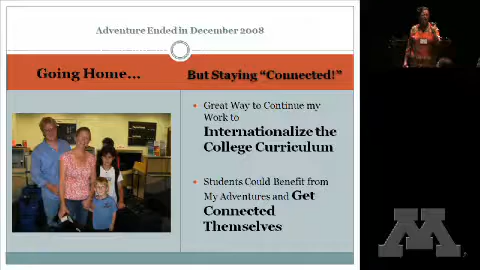 Adventure Ended in December 2008
Going Home...
But Staying “Connected!”
Great Way to Continue my
Work to
Internationalize the
College Curriculum
Students Could Benefit from
My Adventures and Get
Connected
Themselves
M